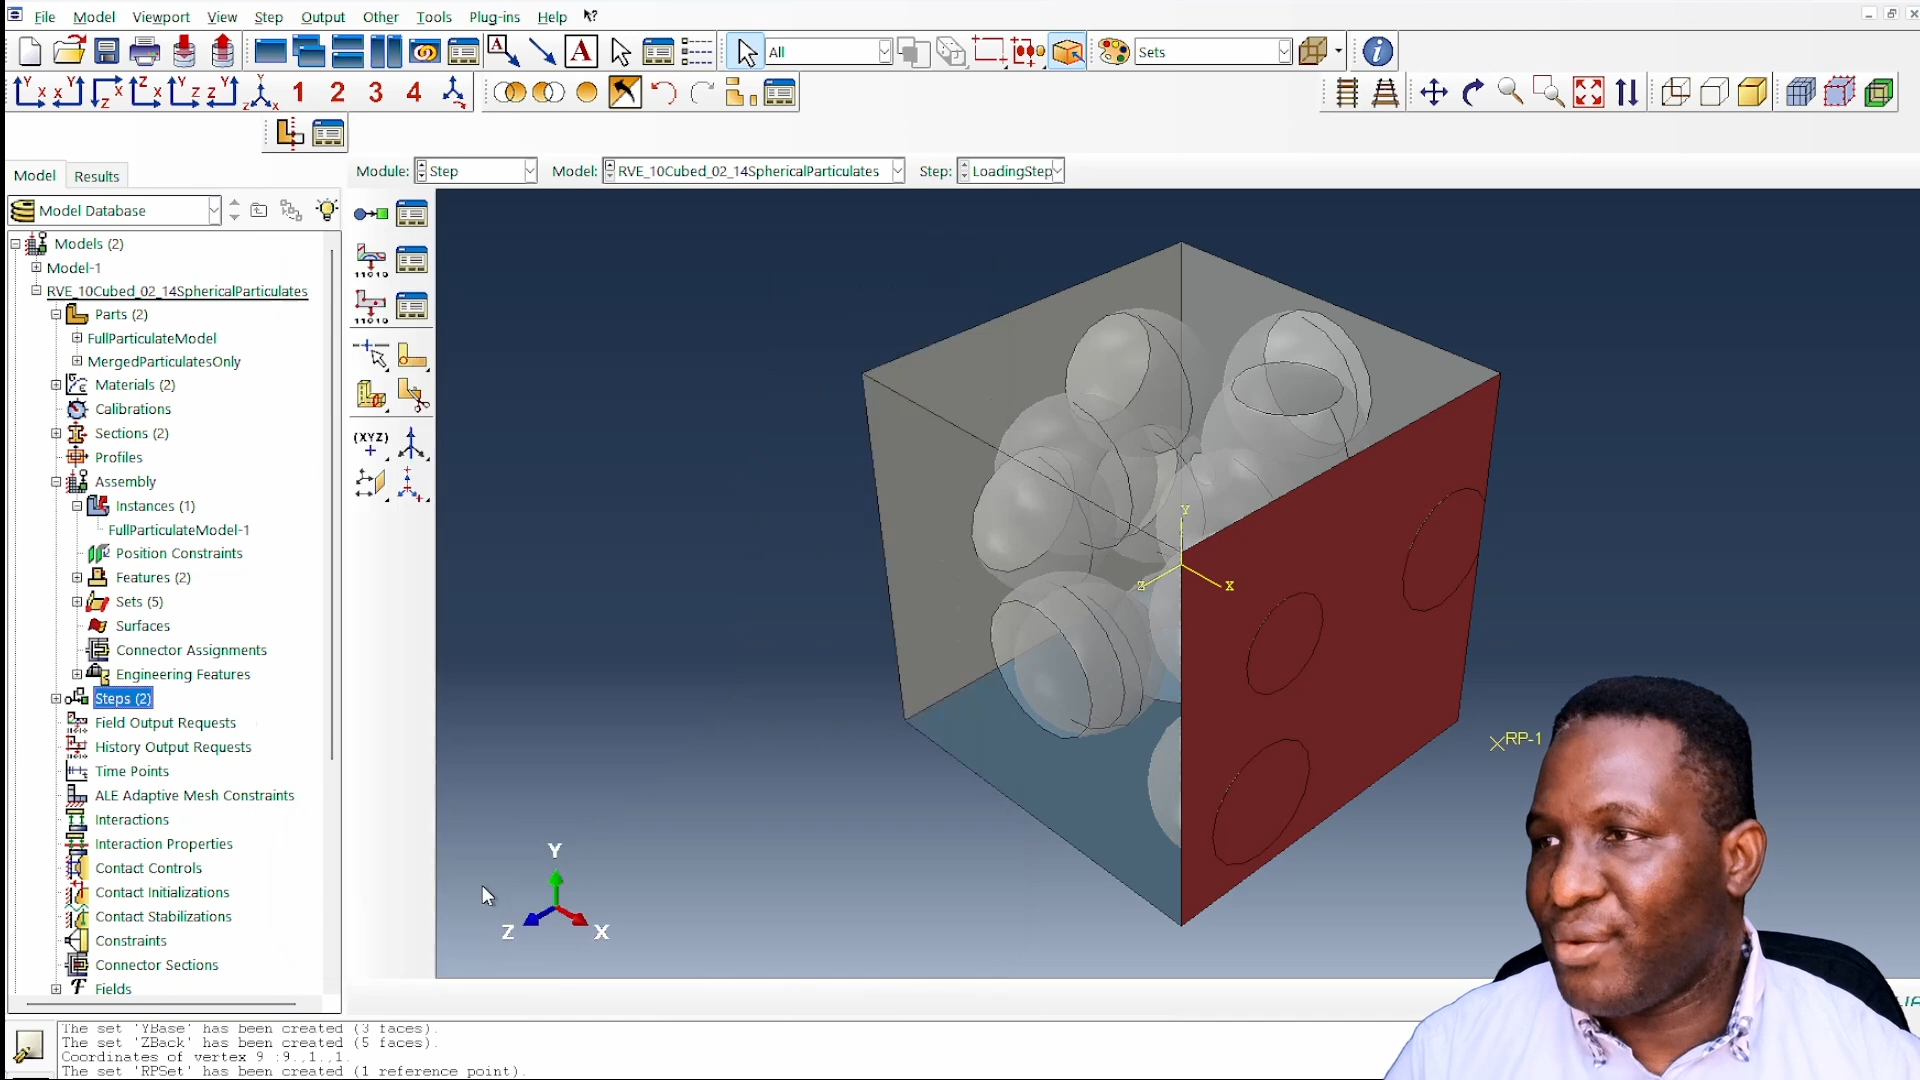 File Model Viewport View Step Output Other Tools Plug-ins Help
All
Sets
1 2 3 4
Model Results
Module: Step Model: RVE_10Cubed_02_14SphericalParticulates Step: LoadingStep
Model Database
Models (2)
Model-1
RVE_10Cubed_02_14SphericalParticulates
Parts (2)
FullParticulateModel
MergedParticulatesOnly
Materials (2)
Calibrations
Sections (2)
Profiles
Assembly
Instances (1)
FullParticulateModel-1
Position Constraints
Features (2)
Sets (5)
Surfaces
Connector Assignments
Engineering Features
Steps (2)
Field Output Requests
History Output Requests
Time Points
ALE Adaptive Mesh Constraints
Interactions
Interaction Properties
Contact Controls
Contact Initializations
Contact Stabilizations
Constraints
Connector Sections
Fields
(XYZ)
Y
Z X
RP-1
Y
Z X
The set 'YBase' has been created (3 faces).
The set 'ZBack' has been created (5 faces).
Coordinates of vertex 9 :9.,1.,1.
The set 'RPSet' has been created (1 reference point).